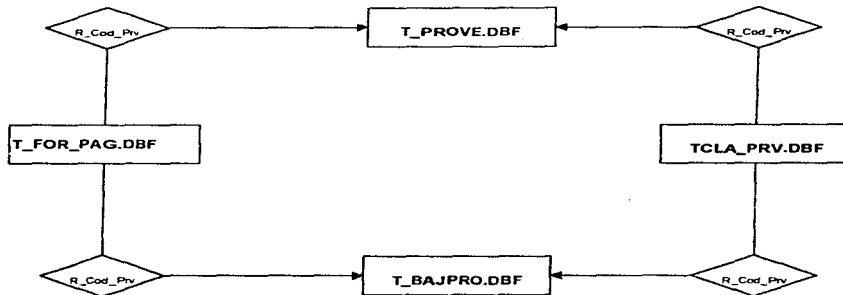 R_Cod_Prv
T_PROVE.DBF
R_Cod_Prv
T_FOR_PAG.DBF
TCLA_PRV.DBF
R_Cod_Prv
T_BAJPRO.DBF
R_Cod_Prv